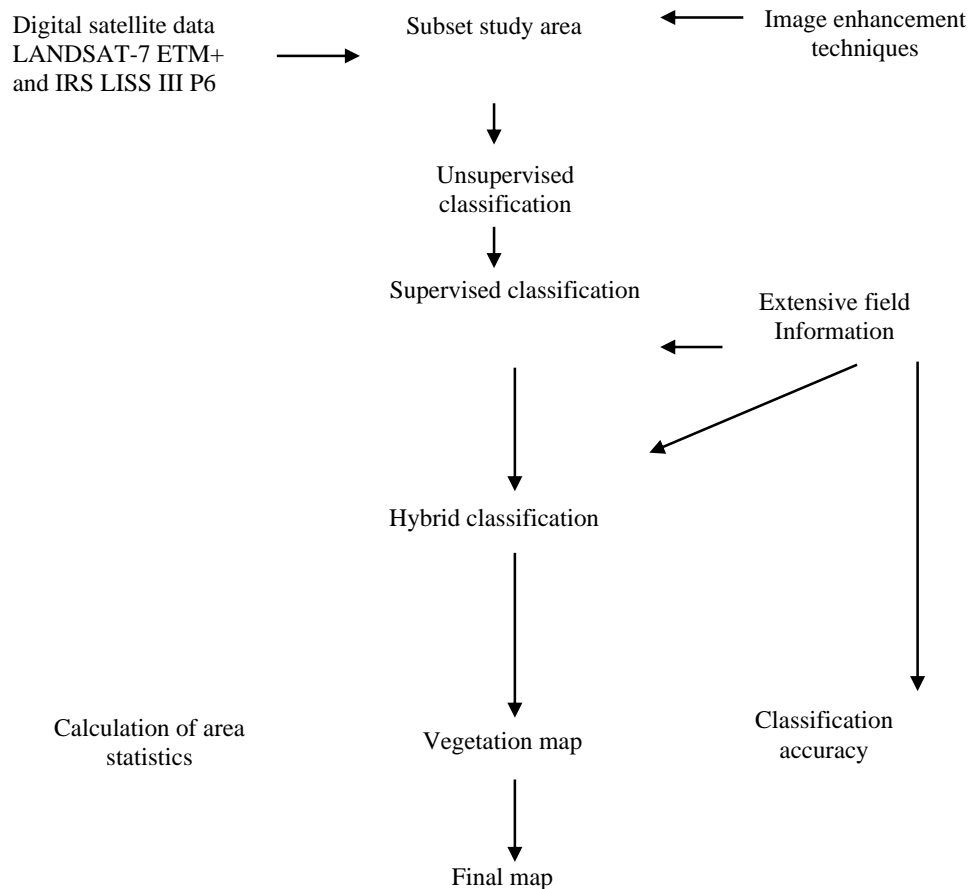 Digital satellite data
LANDSAT-7 ETM+
and IRS LISS III P6
Subset study area
Image enhancement
techniques
Unsupervised
classification
Supervised classification
Extensive field
Information
Hybrid classification
Calculation of area
statistics
Vegetation map
Classification
accuracy
Final map